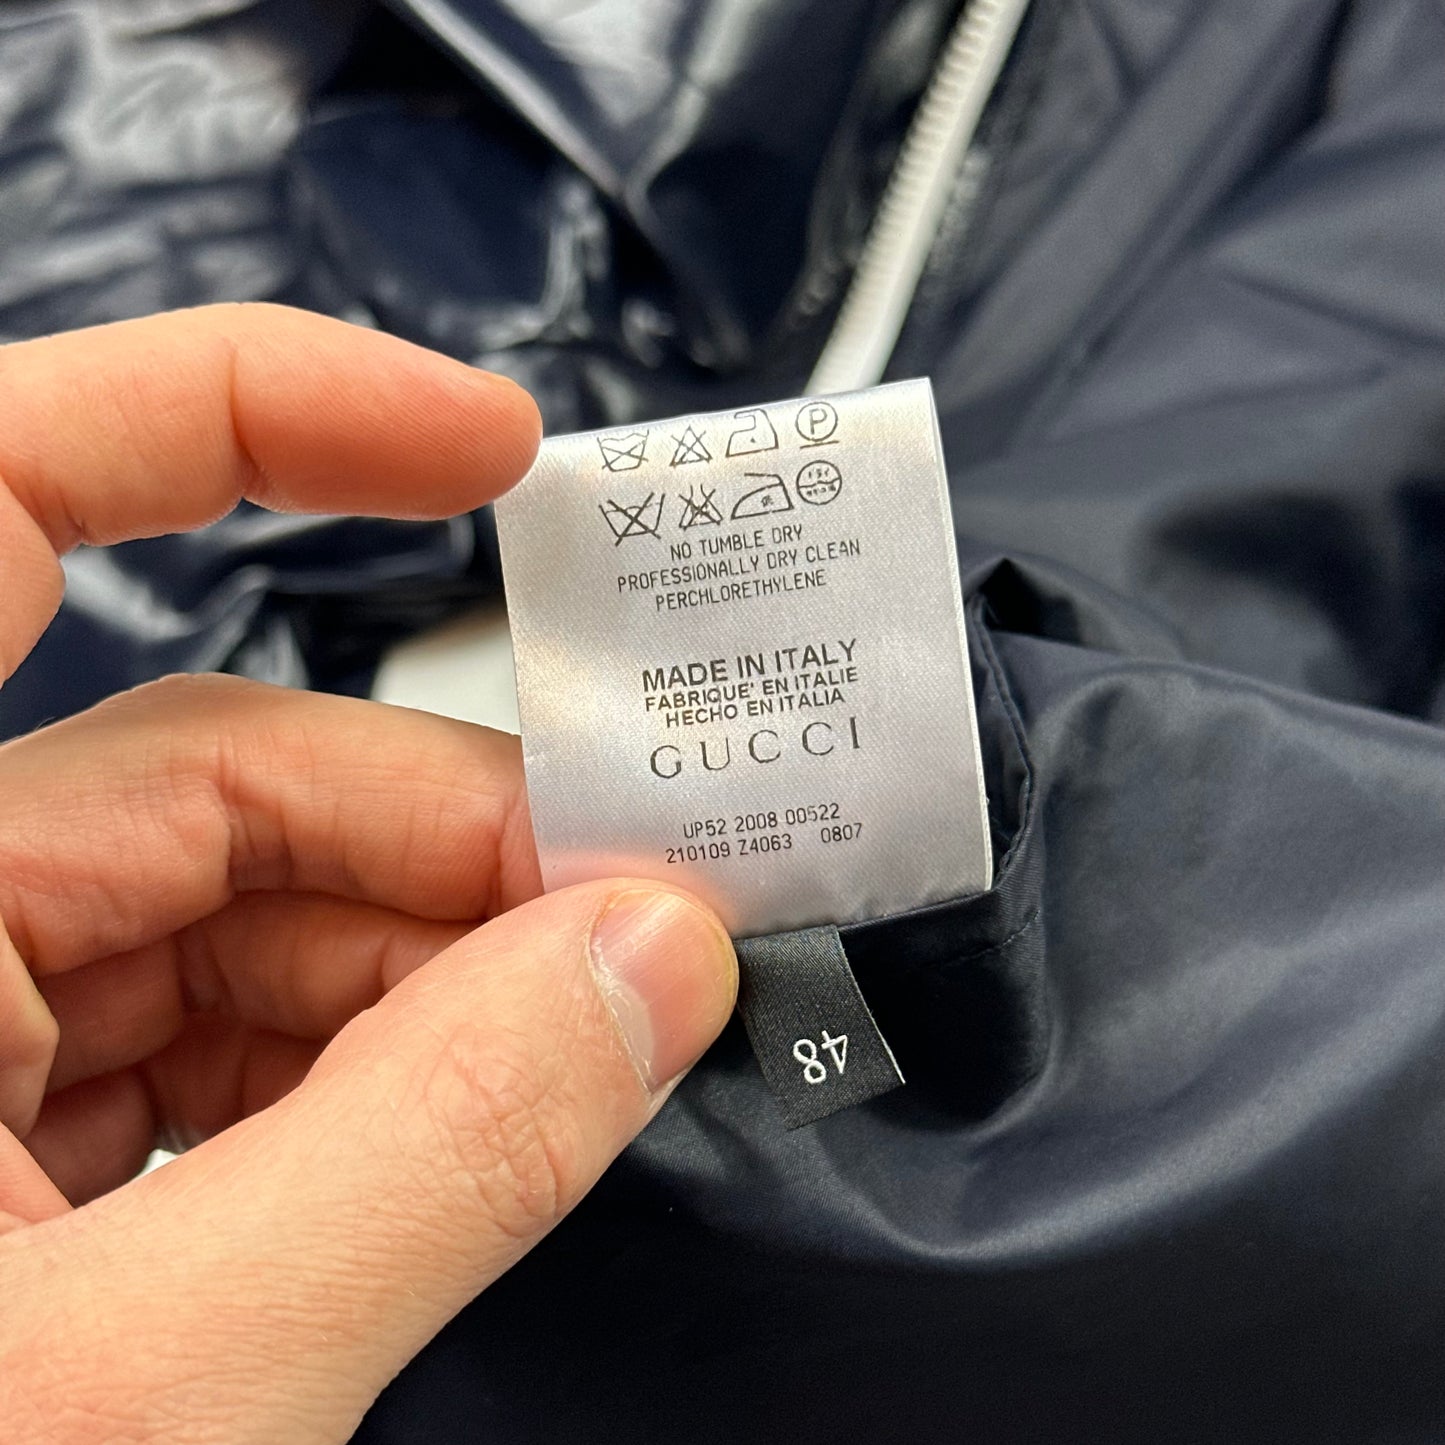 P
NO TUMBLE DRY
PROFESSIONALLY DRY CLEAN
PERCHLORETHYLENE
MADE IN ITALY
FABRIQUE' EN ITALIE
HECHO EN ITALIA
GUCCI
UP52 2008 00522
210109 Z4063 0807
48